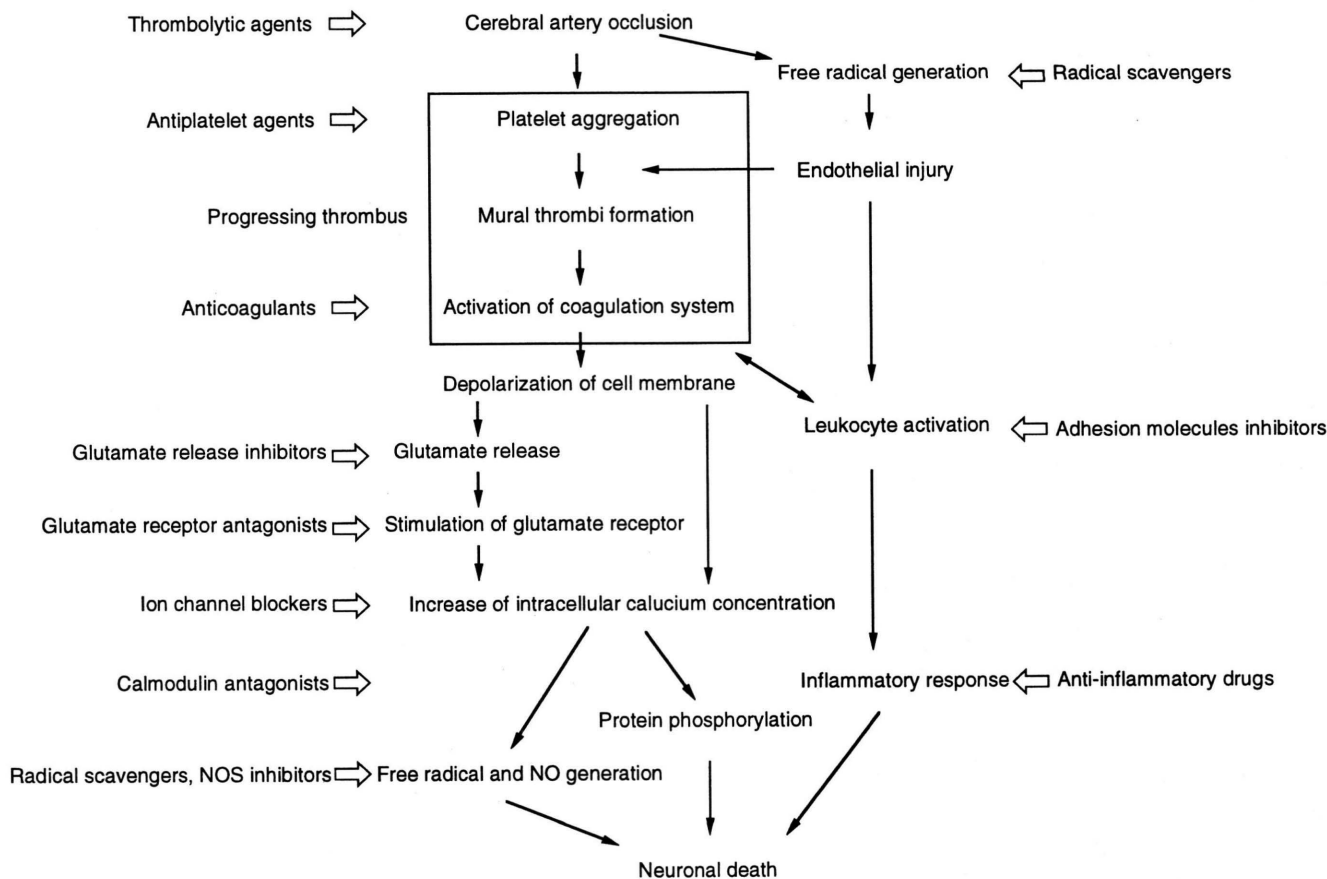 Thrombolytic agents
Cerebral artery occlusion
Free radical generation
Radical scavengers
Antiplatelet agents
Platelet aggregation
Endothelial injury
Progressing thrombus
Mural thrombi formation
Anticoagulants
Activation of coagulation system
Depolarization of cell membrane
Leukocyte activation
Adhesion molecules inhibitors
Glutamate release inhibitors
Glutamate release
Glutamate receptor antagonists
Stimulation of glutamate receptor
Ion channel blockers
Increase of intracellular calucium concentration
Calmodulin antagonists
Inflammatory response
Anti-inflammatory drugs
Protein phosphorylation
Radical scavengers, NOS inhibitors
Free radical and NO generation
Neuronal death